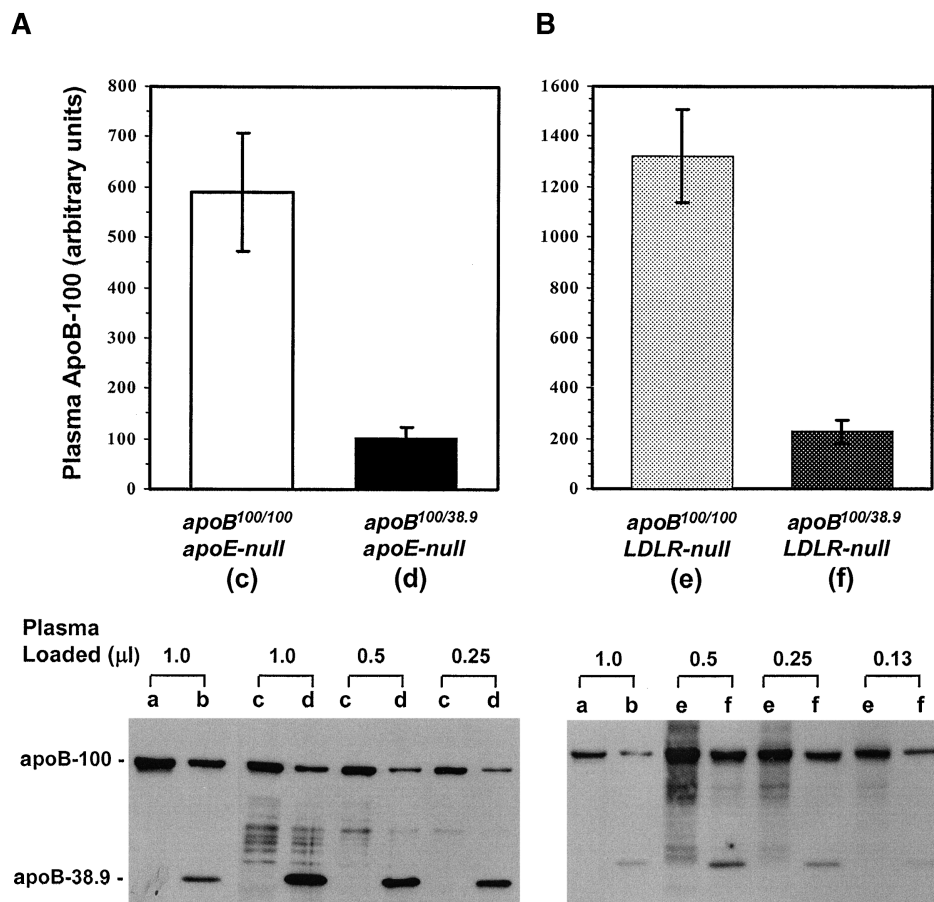 A
B
Plasma ApoB-100 (arbitrary units)
800
700
600
500
400
300
200
100
0
1600
1400
1200
1000
800
600
400
200
0
apoB100/100
apoE-null
(c)
apoB100/38.9
apoE-null
(d)
apoB100/100
LDLR-null
(e)
apoB100/38.9
LDLR-null
(f)
Plasma
Loaded (μl)
1.0 1.0 0.5 0.25
a b c d c d c d
1.0 0.5 0.25 0.13
a b e f e f e f
apoB-100 -
apoB-38.9 -